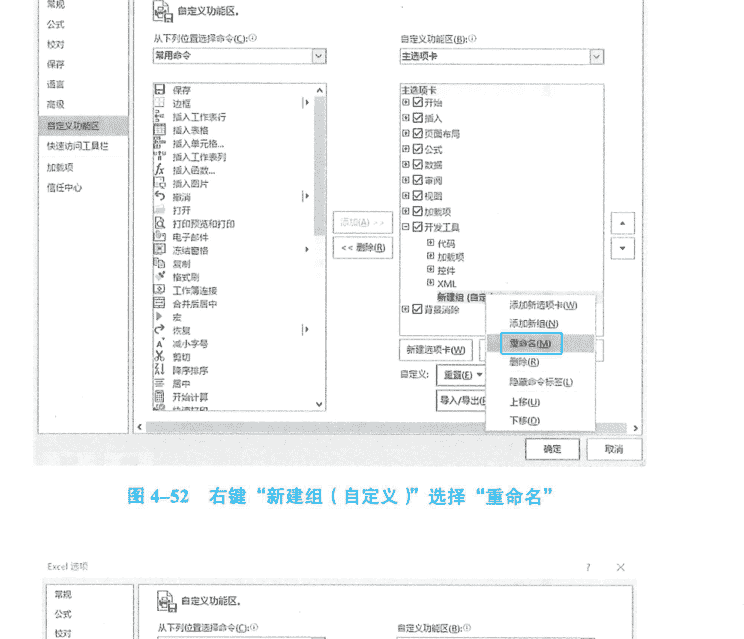 常规
公式
校对
保存
语言
高级
自定义功能区
快速访问工具栏
加载项
信任中心
自定义功能区。
从下列位置选择命令(C):
常用命令
保存
边框
插入工作表行
插入表格
插入单元格...
插入工作表列
fx 插入函数...
插入图片
撤消
打开
打印预览和打印
电子邮件
冻结窗格
复制
格式刷
工作簿连接
合并后居中
宏
恢复
减小字号
剪切
降序排序
居中
开始计算
快速打印
添加(A) >>
<< 删除(R)
自定义功能区(B):
主选项卡
主选项卡
开始
插入
页面布局
公式
数据
审阅
视图
加载项
开发工具
代码
加载项
控件
XML
新建组 (自定
背景消除
添加新选项卡(W)
添加新组(N)
重命名(M)
删除(R)
隐藏命令标签(L)
上移(U)
下移(D)
新建选项卡(W)
自定义:
重置(E)
导入/导出(P
确定
取消
图 4–52 右键“新建组（自定义）”选择“重命名”
Excel 选项
常规
公式
校对
自定义功能区。
从下列位置选择命令(C):
自定义功能区(B):